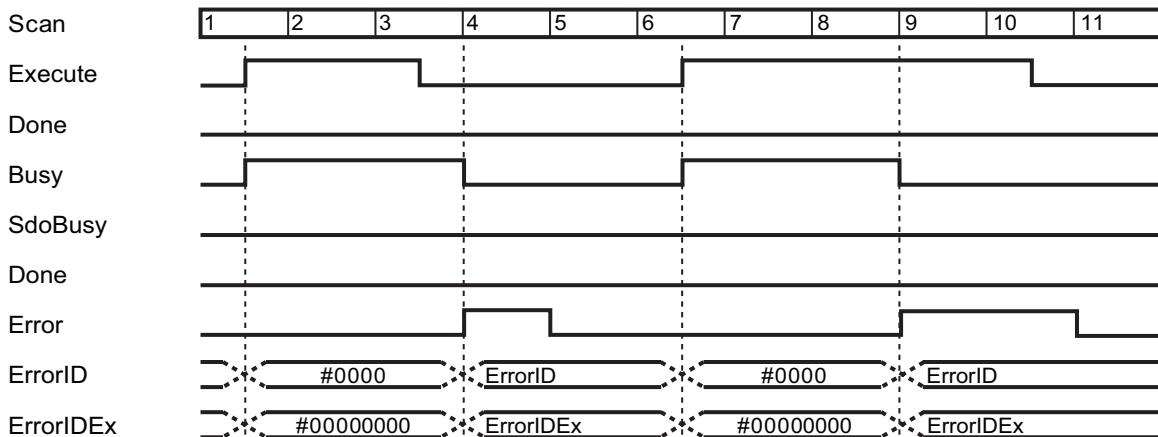 Scan 1 2 3 4 5 6 7 8 9 10 11
Execute
Done
Busy
SdoBusy
Done
Error
ErrorID #0000 ErrorID #0000 ErrorID
ErrorIDEx #00000000 ErrorIDEx #00000000 ErrorIDEx